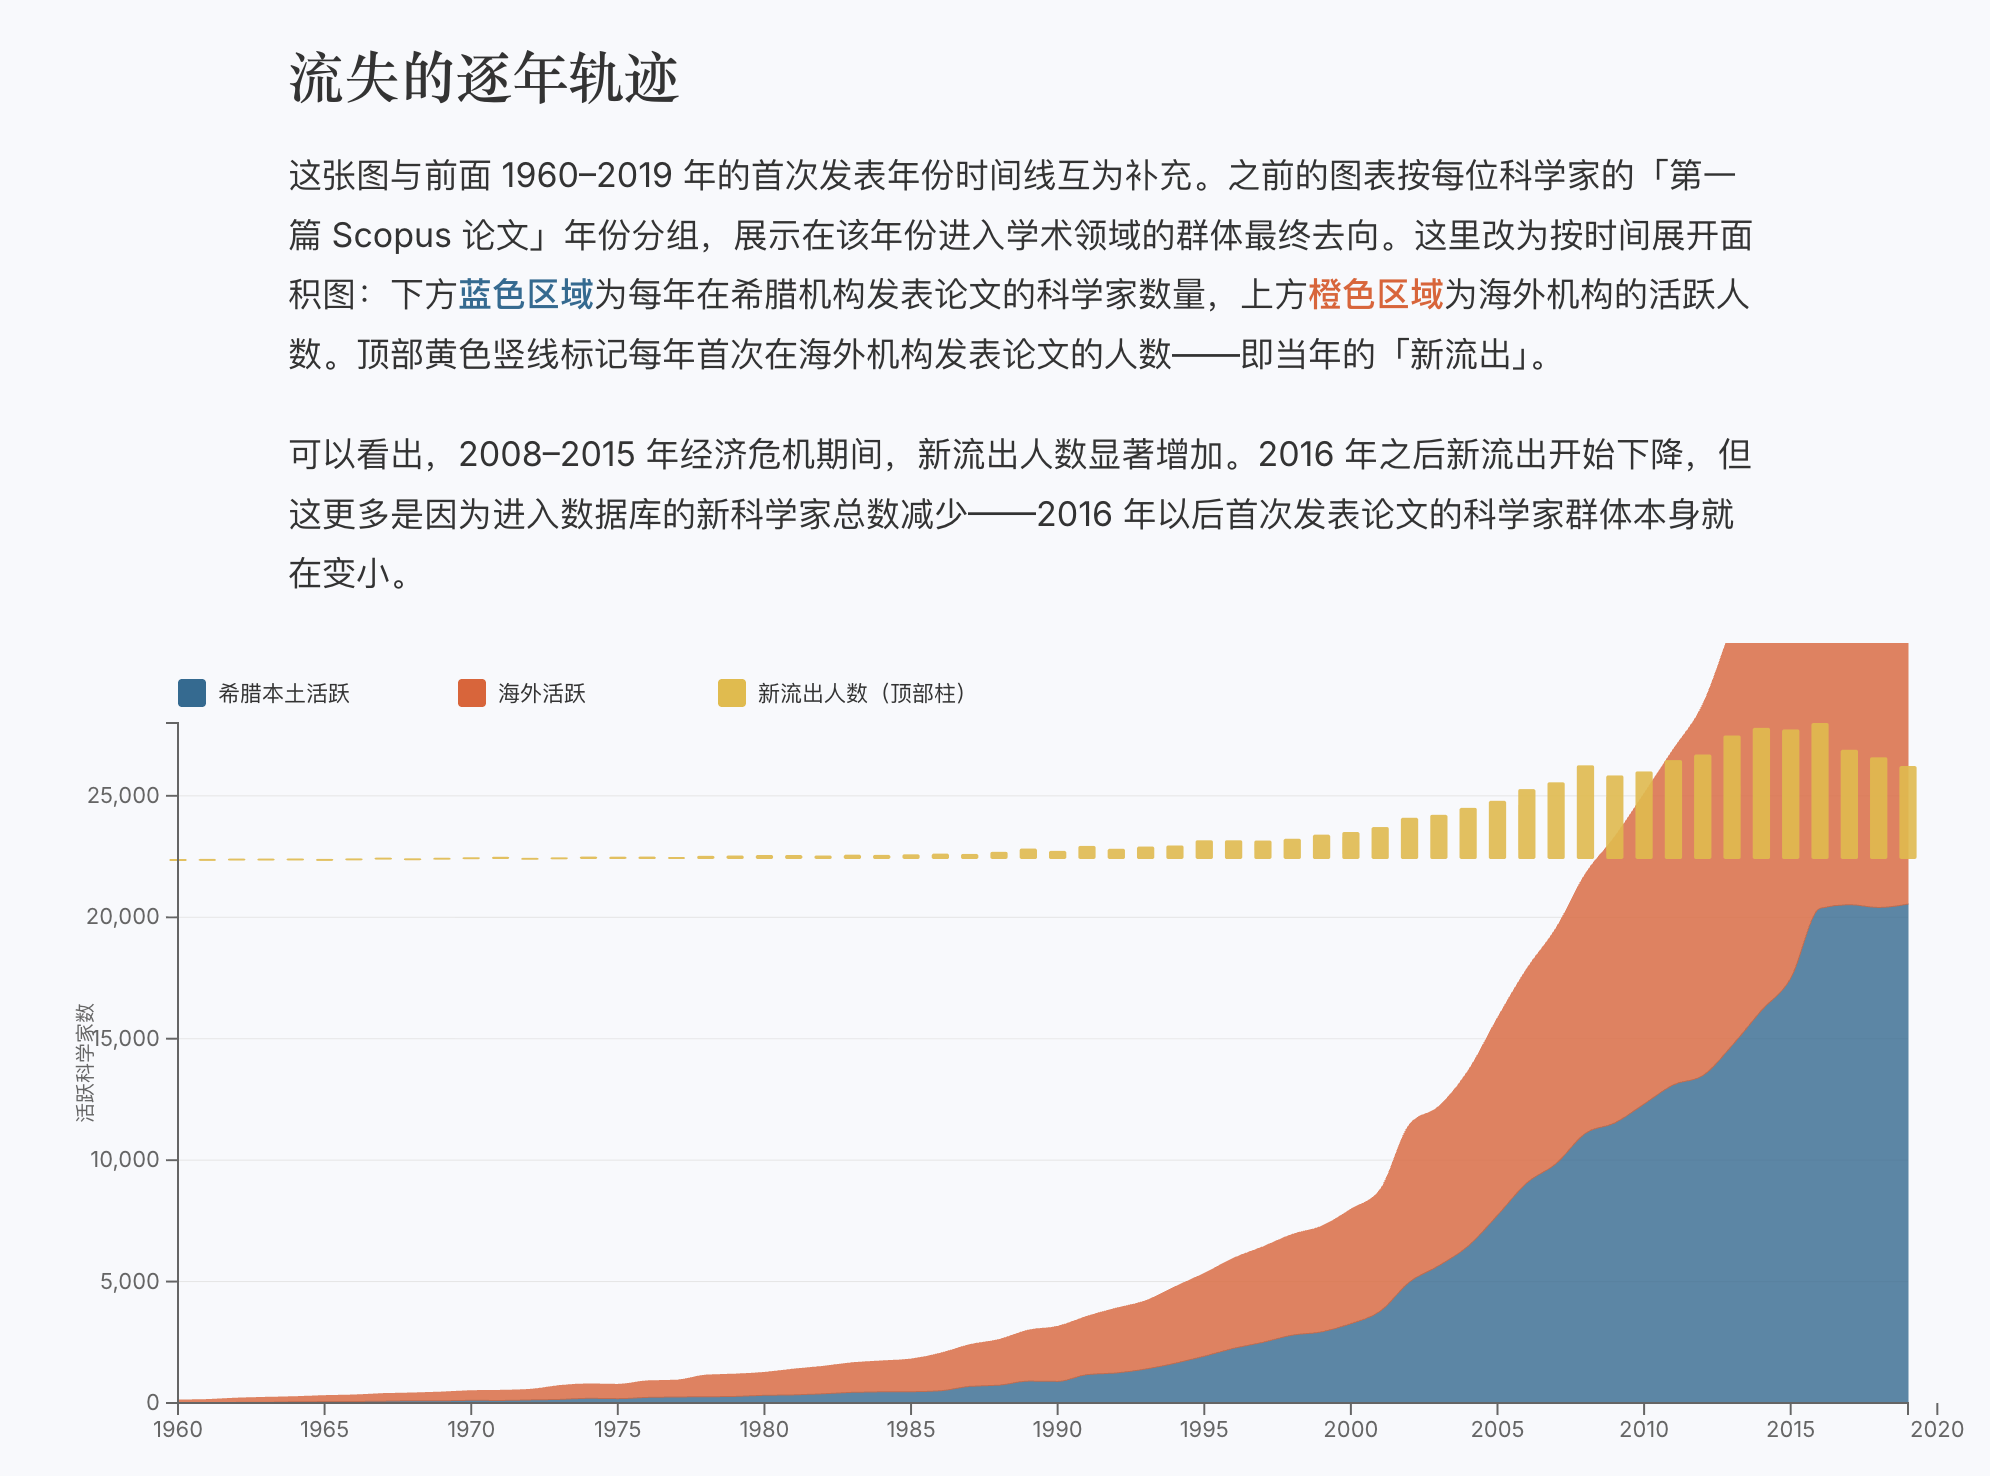 流失的逐年轨迹
这张图与前面 1960–2019 年的首次发表年份时间线互为补充。之前的图表按每位科学家的「第一
篇 Scopus 论文」年份分组，展示在该年份进入学术领域的群体最终去向。这里改为按时间展开面
积图：下方蓝色区域为每年在希腊机构发表论文的科学家数量，上方橙色区域为海外机构的活跃人
数。顶部黄色竖线标记每年首次在海外机构发表论文的人数——即当年的「新流出」。
可以看出，2008–2015 年经济危机期间，新流出人数显著增加。2016 年之后新流出开始下降，但
这更多是因为进入数据库的新科学家总数减少——2016 年以后首次发表论文的科学家群体本身就
在变小。
希腊本土活跃
海外活跃
新流出人数（顶部柱）
25,000
20,000
15,000
10,000
5,000
0
活跃科学家数
1960
1965
1970
1975
1980
1985
1990
1995
2000
2005
2010
2015
2020